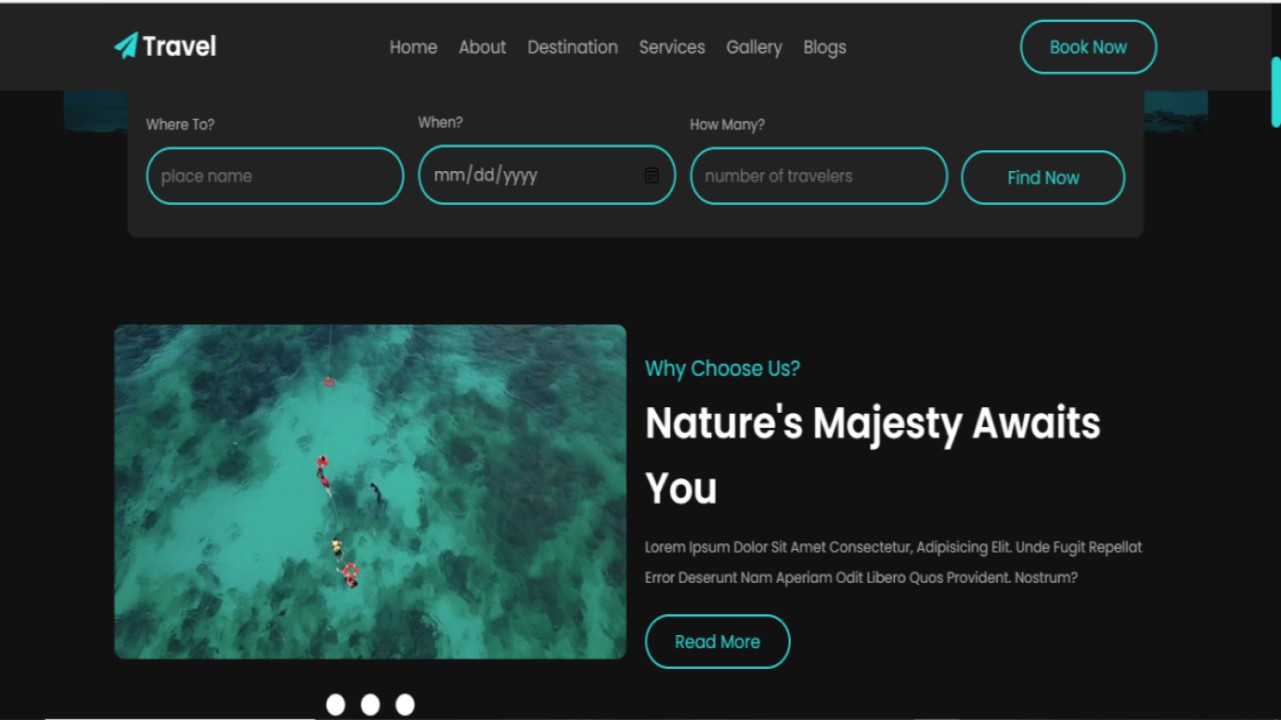 Travel
Home About Destination Services Gallery Blogs
Book Now
Where To? When? How Many?
place name mm/dd/yyyy number of travelers Find Now
Why Choose Us?
Nature's Majesty Awaits
You
Lorem Ipsum Dolor Sit Amet Consectetur, Adipisicing Elit. Unde Fugit Repellat
Error Deserunt Nam Aperiam Odit Libero Quos Provident. Nostrum?
Read More